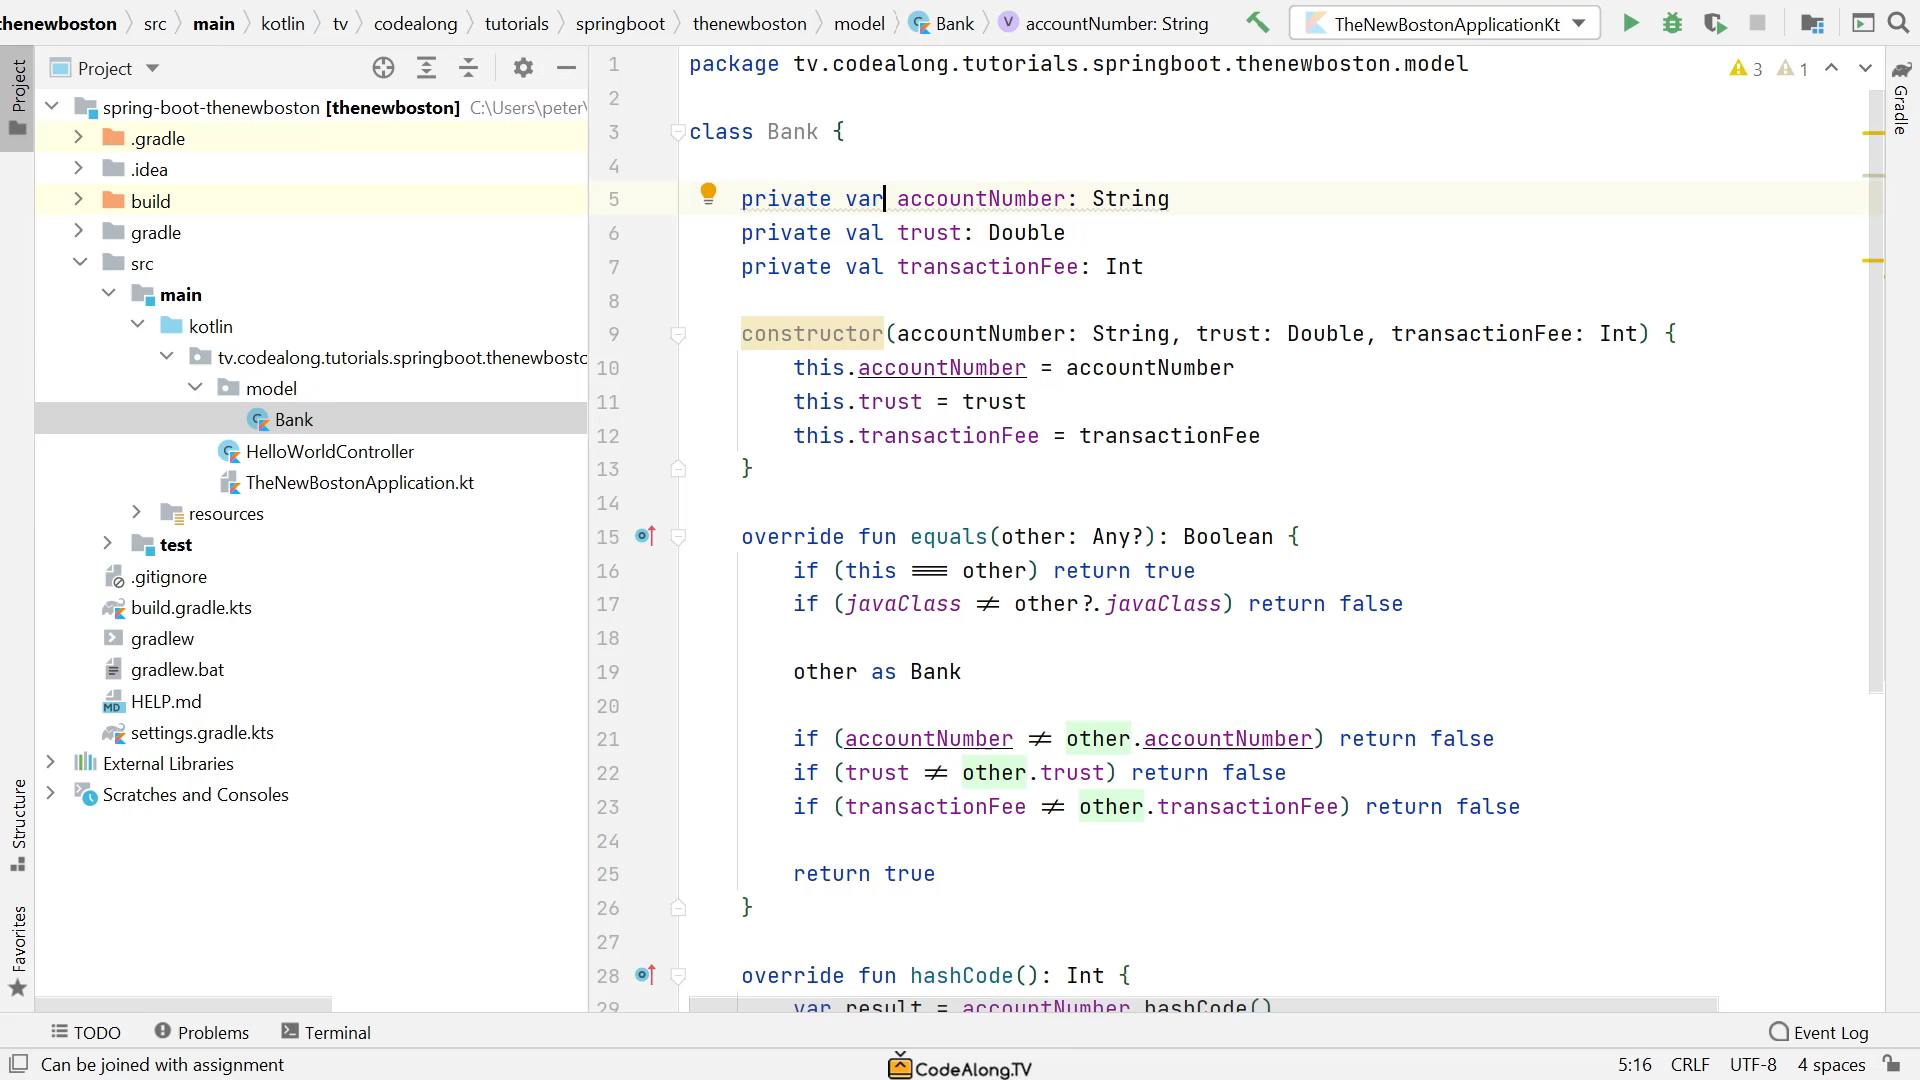 thenewboston src main kotlin tv codealong tutorials springboot thenewboston model Bank accountNumber: String TheNewBostonApplicationKt
Project
Project
spring-boot-thenewboston [thenewboston] C:\Users\peter\
.gradle
.idea
build
gradle
src
main
kotlin
tv.codealong.tutorials.springboot.thenewbosto
model
Bank
HelloWorldController
TheNewBostonApplication.kt
resources
test
.gitignore
build.gradle.kts
gradlew
gradlew.bat
HELP.md
settings.gradle.kts
External Libraries
Scratches and Consoles
Structure
Favorites
1 package tv.codealong.tutorials.springboot.thenewboston.model
2
3 class Bank {
4
5 private var accountNumber: String
6 private val trust: Double
7 private val transactionFee: Int
8
9 constructor(accountNumber: String, trust: Double, transactionFee: Int) {
10 this.accountNumber = accountNumber
11 this.trust = trust
12 this.transactionFee = transactionFee
13 }
14
15 override fun equals(other: Any?): Boolean {
16 if (this === other) return true
17 if (javaClass != other?.javaClass) return false
18
19 other as Bank
20
21 if (accountNumber != other.accountNumber) return false
22 if (trust != other.trust) return false
23 if (transactionFee != other.transactionFee) return false
24
25 return true
26 }
27
28 override fun hashCode(): Int {
29 var result = accountNumber.hashCode()
3 1
Gradle
TODO Problems Terminal Event Log
Can be joined with assignment CodeAlong.TV 5:16 CRLF UTF-8 4 spaces